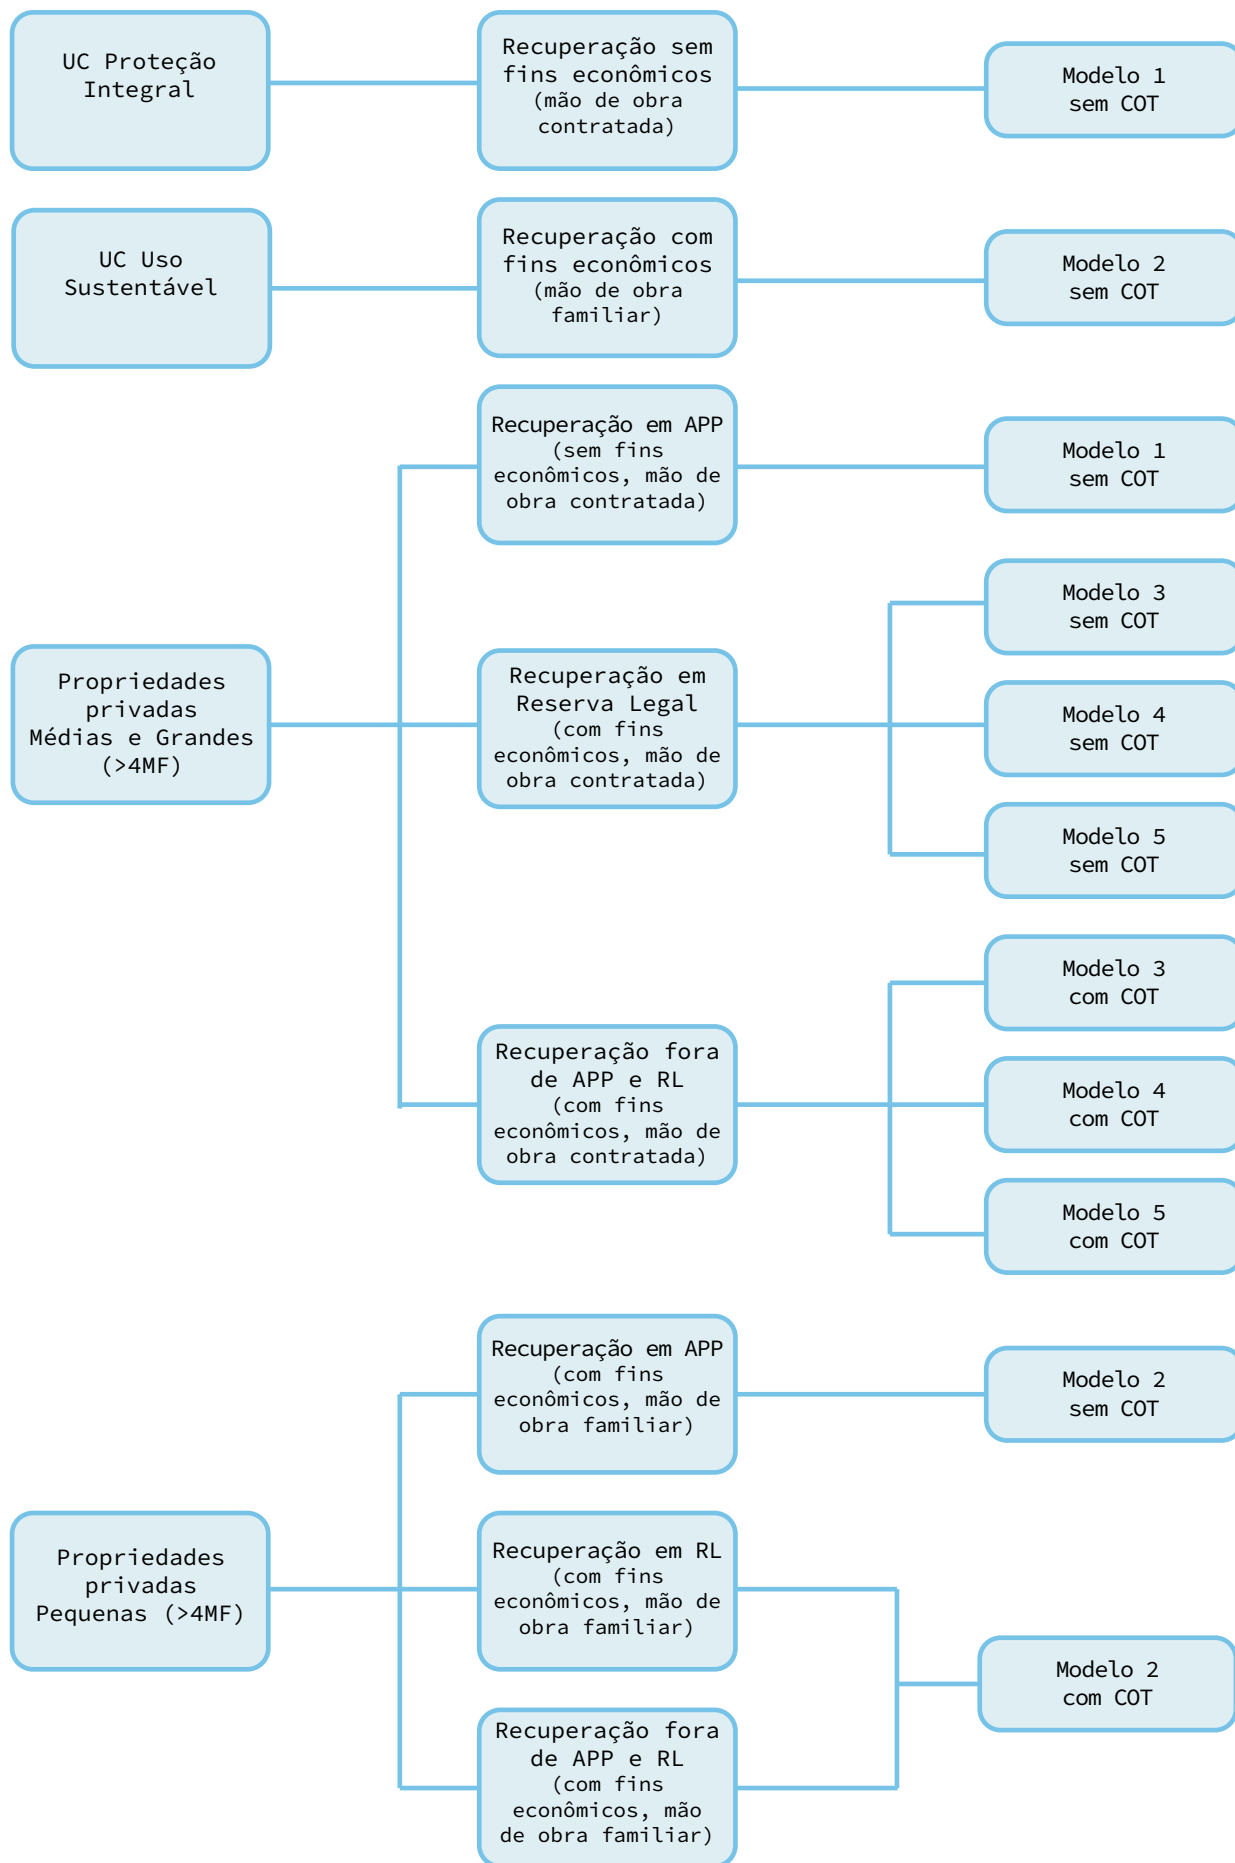 UC Proteção
Integral
Recuperação sem
fins econômicos
(mão de obra
contratada)
Modelo 1
sem COT
UC Uso
Sustentável
Recuperação com
fins econômicos
(mão de obra
familiar)
Modelo 2
sem COT
Propriedades
privadas
Médias e Grandes
(>4MF)
Recuperação em APP
(sem fins
econômicos, mão de
obra contratada)
Modelo 1
sem COT
Recuperação em
Reserva Legal
(com fins
econômicos, mão de
obra contratada)
Modelo 3
sem COT
Modelo 4
sem COT
Modelo 5
sem COT
Recuperação fora
de APP e RL
(com fins
econômicos, mão de
obra contratada)
Modelo 3
com COT
Modelo 4
com COT
Modelo 5
com COT
Propriedades
privadas
Pequenas (>4MF)
Recuperação em APP
(com fins
econômicos, mão de
obra familiar)
Modelo 2
sem COT
Recuperação em RL
(com fins
econômicos, mão de
obra familiar)
Recuperação fora
de APP e RL
(com fins
econômicos, mão
de obra familiar)
Modelo 2
com COT